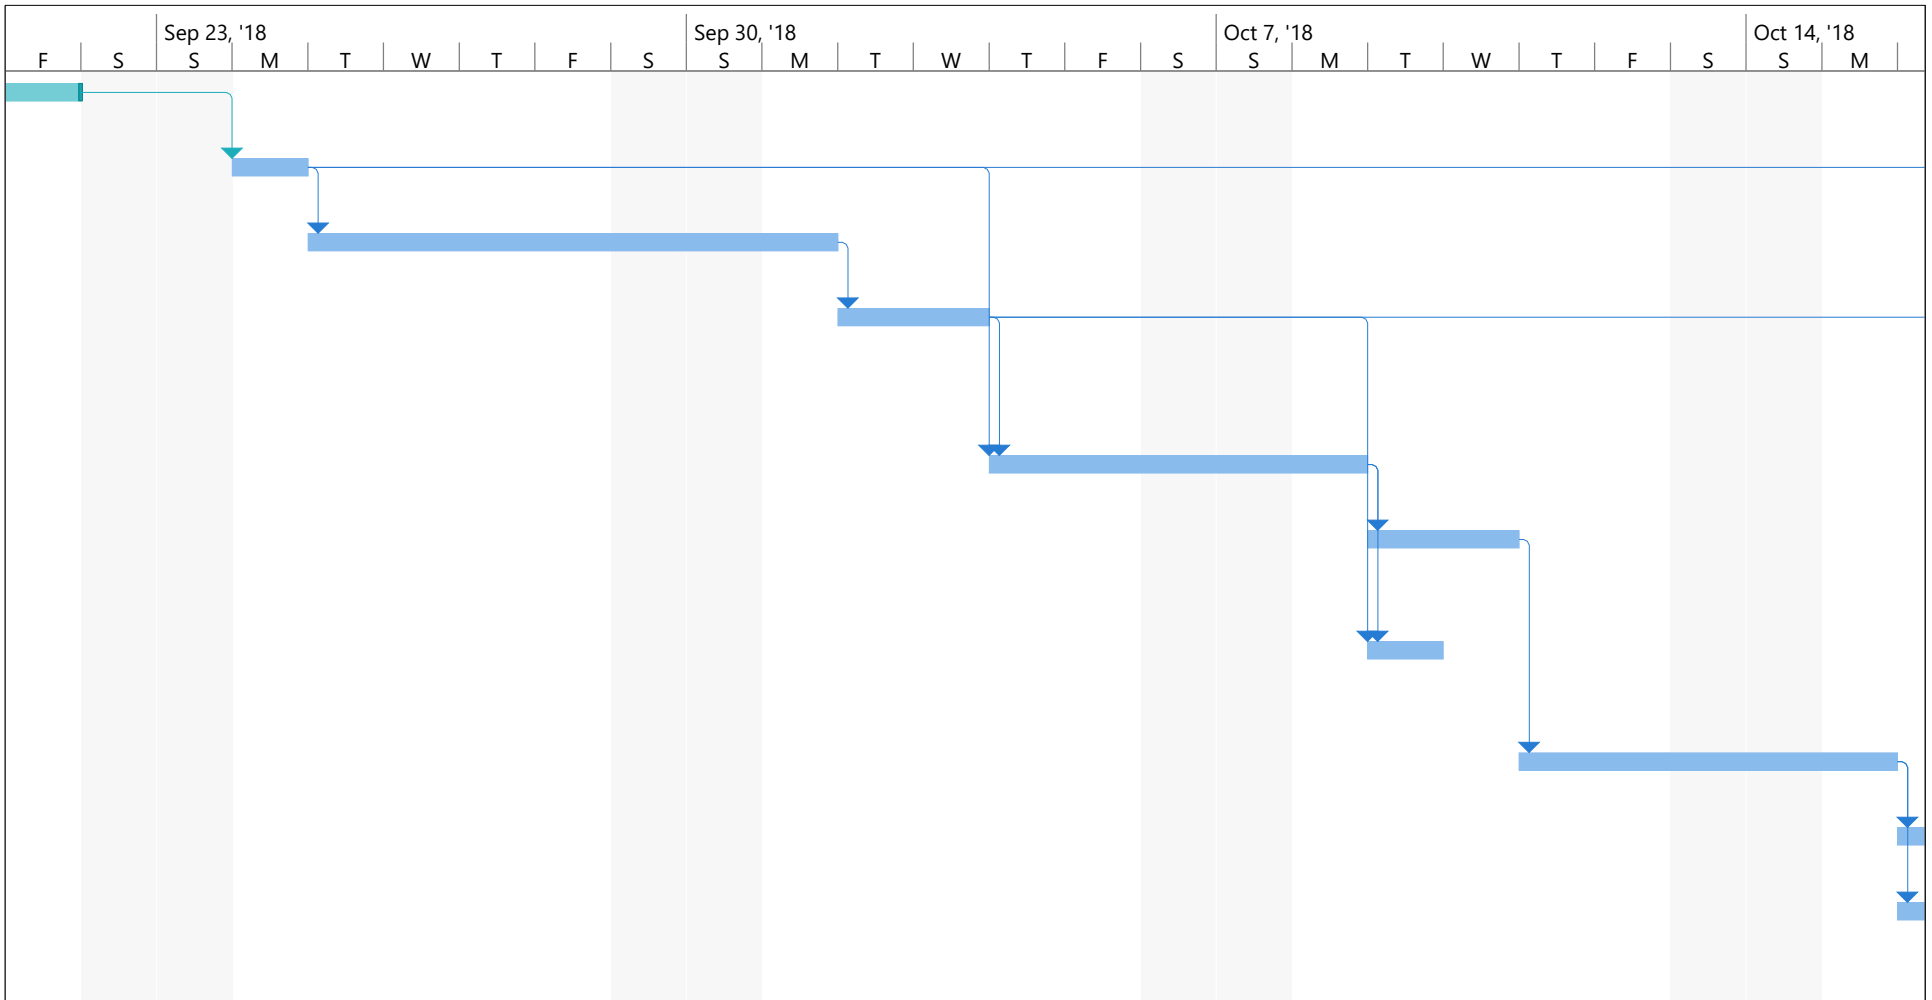 Sep 23, '18 Sep 30, '18 Oct 7, '18 Oct 14, '18
F S S M T W T F S S M T W T F S S M T W T F S S M